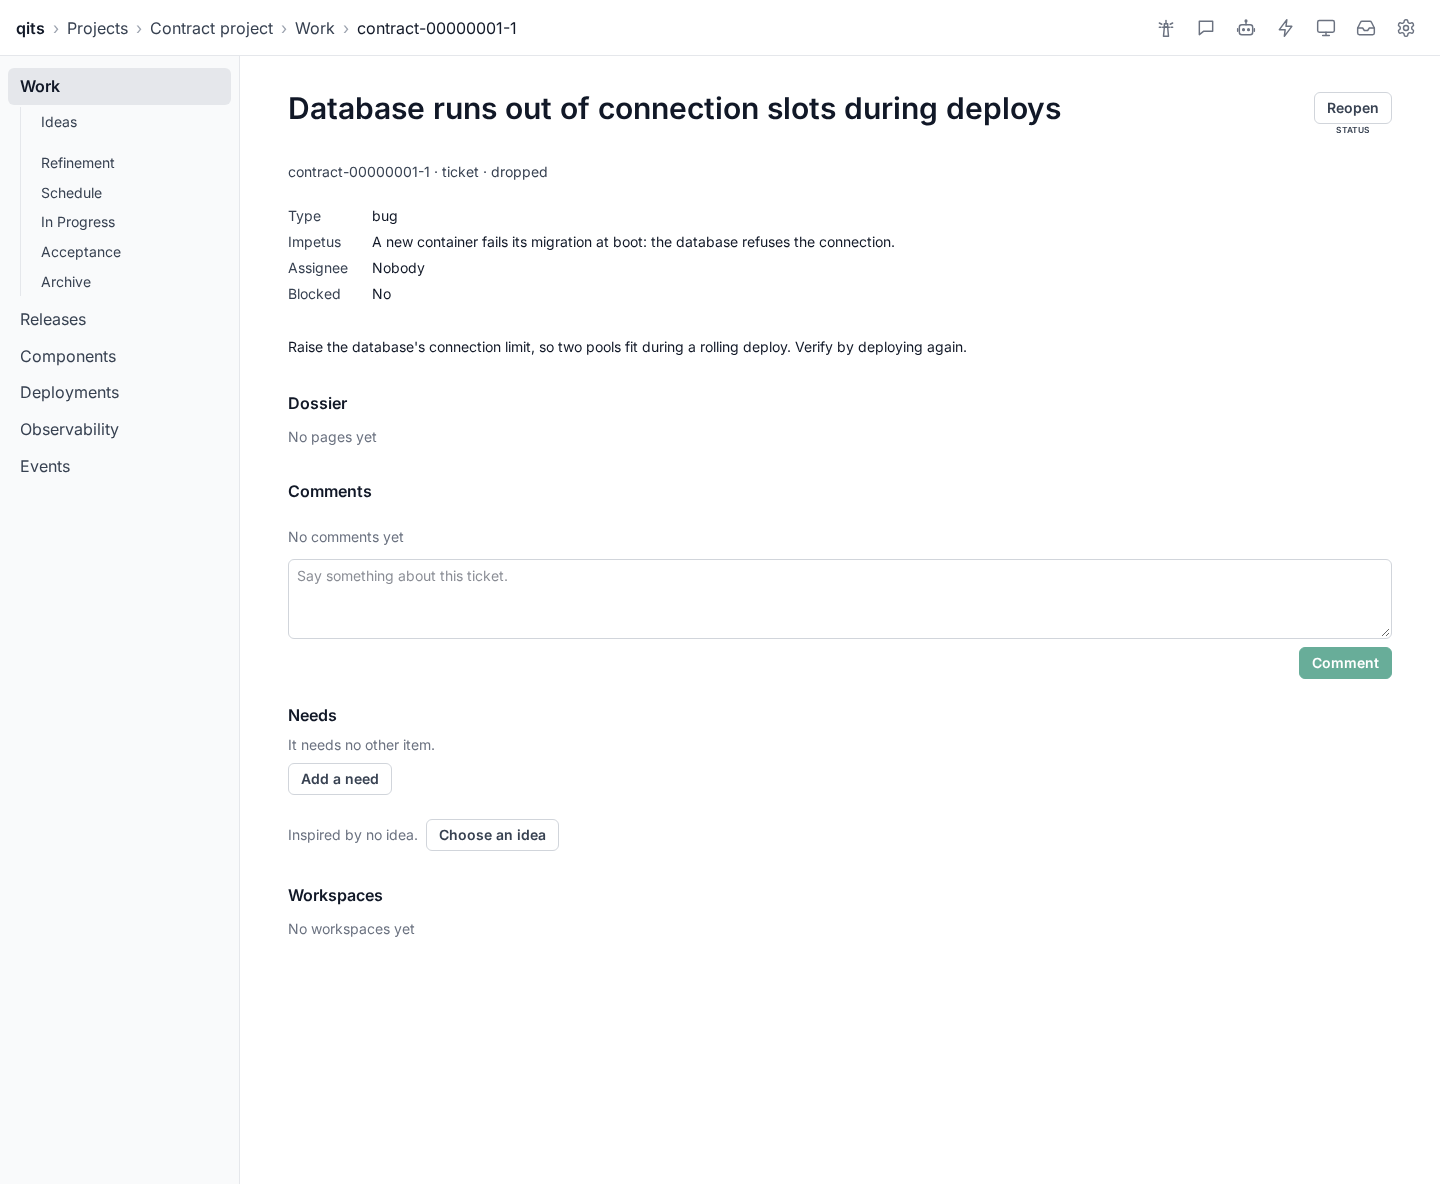 qits › Projects › Contract project › Work › contract-00000001-1
Work
Ideas
Refinement
Schedule
In Progress
Acceptance
Archive
Releases
Components
Deployments
Observability
Events
Database runs out of connection slots during deploys
Reopen
STATUS
contract-00000001-1 · ticket · dropped
Type bug
Impetus A new container fails its migration at boot: the database refuses the connection.
Assignee Nobody
Blocked No
Raise the database's connection limit, so two pools fit during a rolling deploy. Verify by deploying again.
Dossier
No pages yet
Comments
No comments yet
Say something about this ticket.
Comment
Needs
It needs no other item.
Add a need
Inspired by no idea. Choose an idea
Workspaces
No workspaces yet